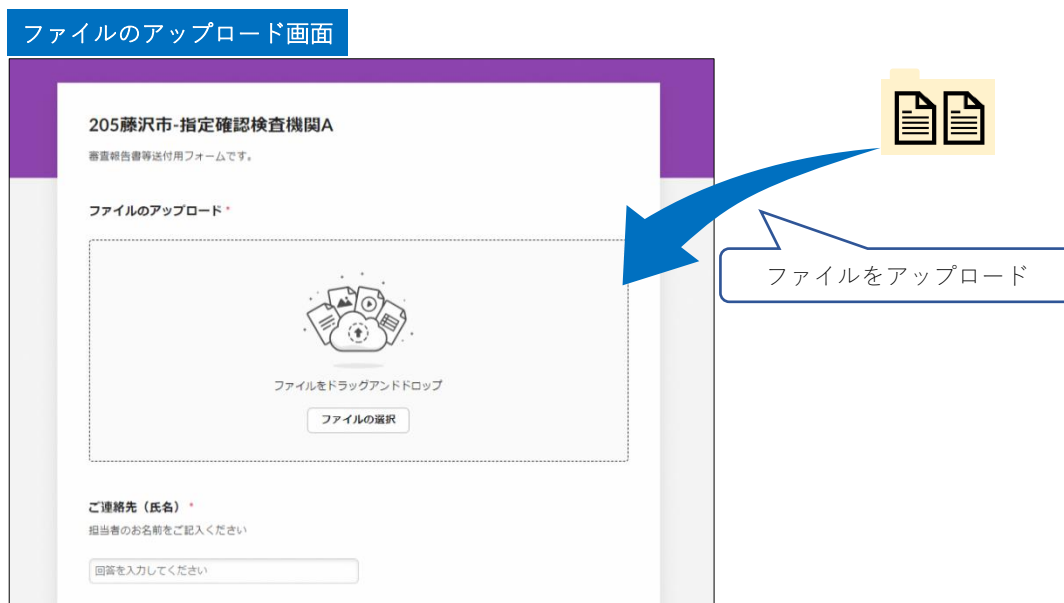 ファイルのアップロード画面
205藤沢市-指定確認検査機関A
審査報告書等送付用フォームです。
ファイルのアップロード *
ファイルをアップロード
ファイルをドラッグアンドドロップ
ファイルの選択
ご連絡先（氏名） *
担当者のお名前をご記入ください
回答を入力してください